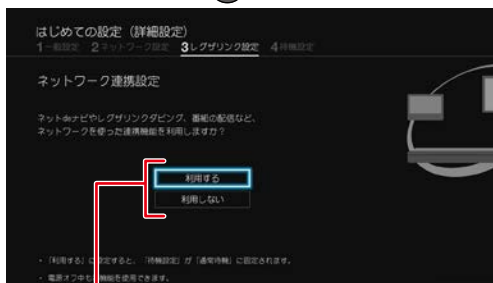 はじめての設定（詳細設定）
1一般設定 2ネットワーク設定 3レグザリンク設定 4待機設定
ネットワーク連携設定
ネットdeナビやレグザリンクダビング、番組の配信など、
ネットワークを使った連携機能を利用しますか？
利用する
利用しない
・「利用する」に設定すると、「待機設定」が「通常待機」に固定されます。
・電源オフ中も 機能を使用できます。